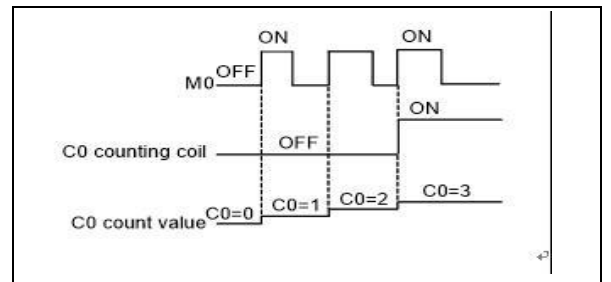 ON ON
OFF
M0
ON
OFF
C0 counting coil
C0=0 C0=1 C0=2 C0=3
C0 count value